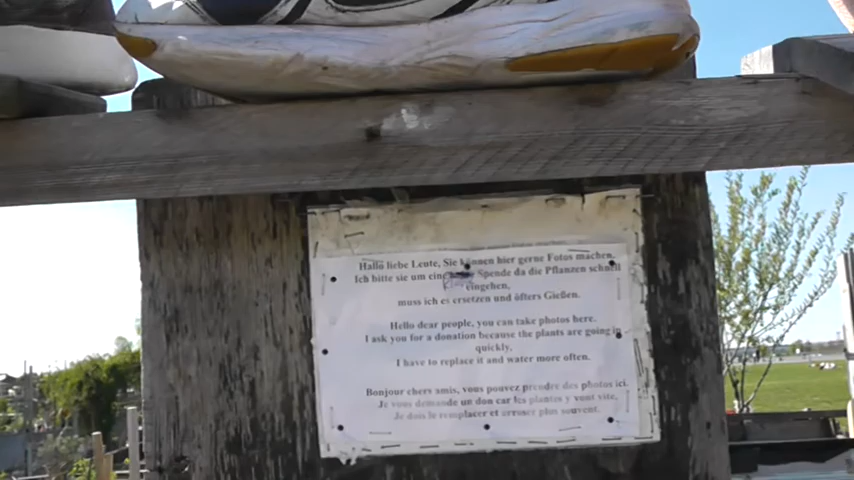 Hallo liebe Leute, Sie können hier gerne Fotos machen.
Ich bitte sie um eine Spende da die Pflanzen schnell
eingehen,
muss ich es ersetzen und öfters Gießen.
Hello dear people, you can take photos here.
I ask you for a donation because the plants are going in
quickly,
I have to replace it and water more often.
Bonjour chers amis, vous pouvez prendre des photos ici.
Je vous demande un don car les plantes y vont vite,
Je dois le remplacer et arroser plus souvent.